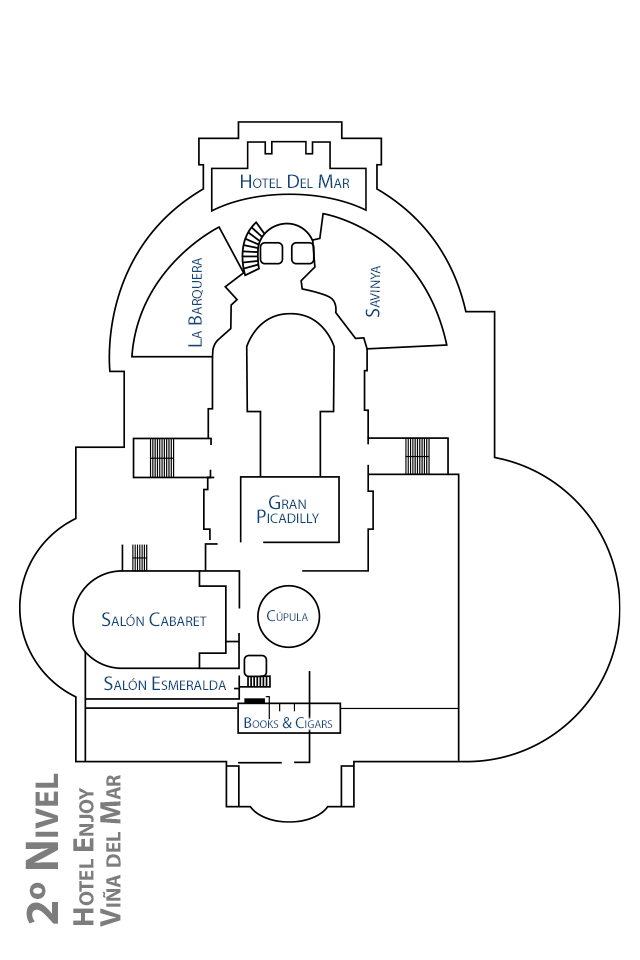 Hotel Del Mar
La Barquera
Savinya
Gran
Picadilly
Salón Cabaret
Cúpula
Salón Esmeralda
Books & Cigars
2º Nivel
Hotel Enjoy
Viña del Mar